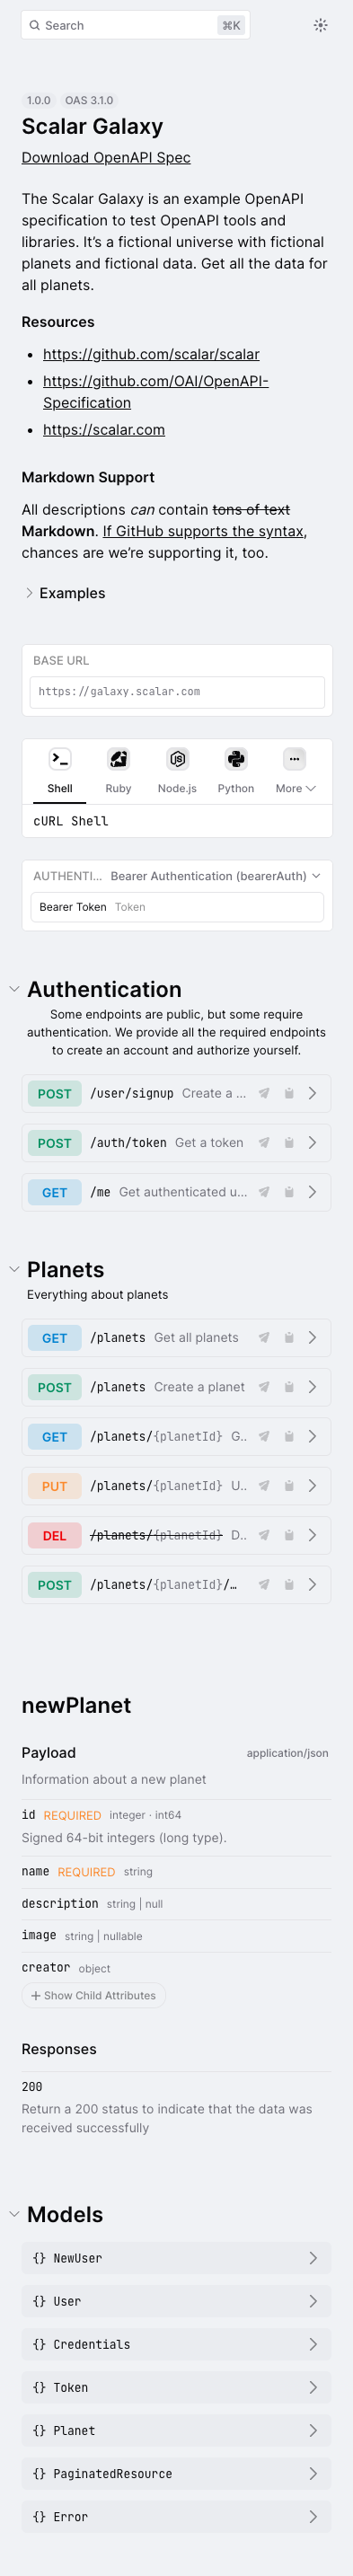 Search ⌘K
1.0.0 OAS 3.1.0
Scalar Galaxy
Download OpenAPI Spec
The Scalar Galaxy is an example OpenAPI
specification to test OpenAPI tools and
libraries. It’s a fictional universe with fictional
planets and fictional data. Get all the data for
all planets.
Resources
• https://github.com/scalar/scalar
• https://github.com/OAI/OpenAPI-
Specification
• https://scalar.com
Markdown Support
All descriptions can contain tons of text
Markdown. If GitHub supports the syntax,
chances are we’re supporting it, too.
Examples
BASE URL
https://galaxy.scalar.com
Shell Ruby Node.js Python More
cURL Shell
AUTHENTI... Bearer Authentication (bearerAuth)
Bearer Token Token
Authentication
Some endpoints are public, but some require
authentication. We provide all the required endpoints
to create an account and authorize yourself.
POST /user/signup Create a ...
POST /auth/token Get a token
GET /me Get authenticated u...
Planets
Everything about planets
GET /planets Get all planets
POST /planets Create a planet
GET /planets/{planetId} G..
PUT /planets/{planetId} U..
DEL /planets/{planetId} D..
POST /planets/{planetId}/…
newPlanet
Payload application/json
Information about a new planet
id REQUIRED integer · int64
Signed 64-bit integers (long type).
name REQUIRED string
description string | null
image string | nullable
creator object
+ Show Child Attributes
Responses
200
Return a 200 status to indicate that the data was
received successfully
Models
{} NewUser
{} User
{} Credentials
{} Token
{} Planet
{} PaginatedResource
{} Error